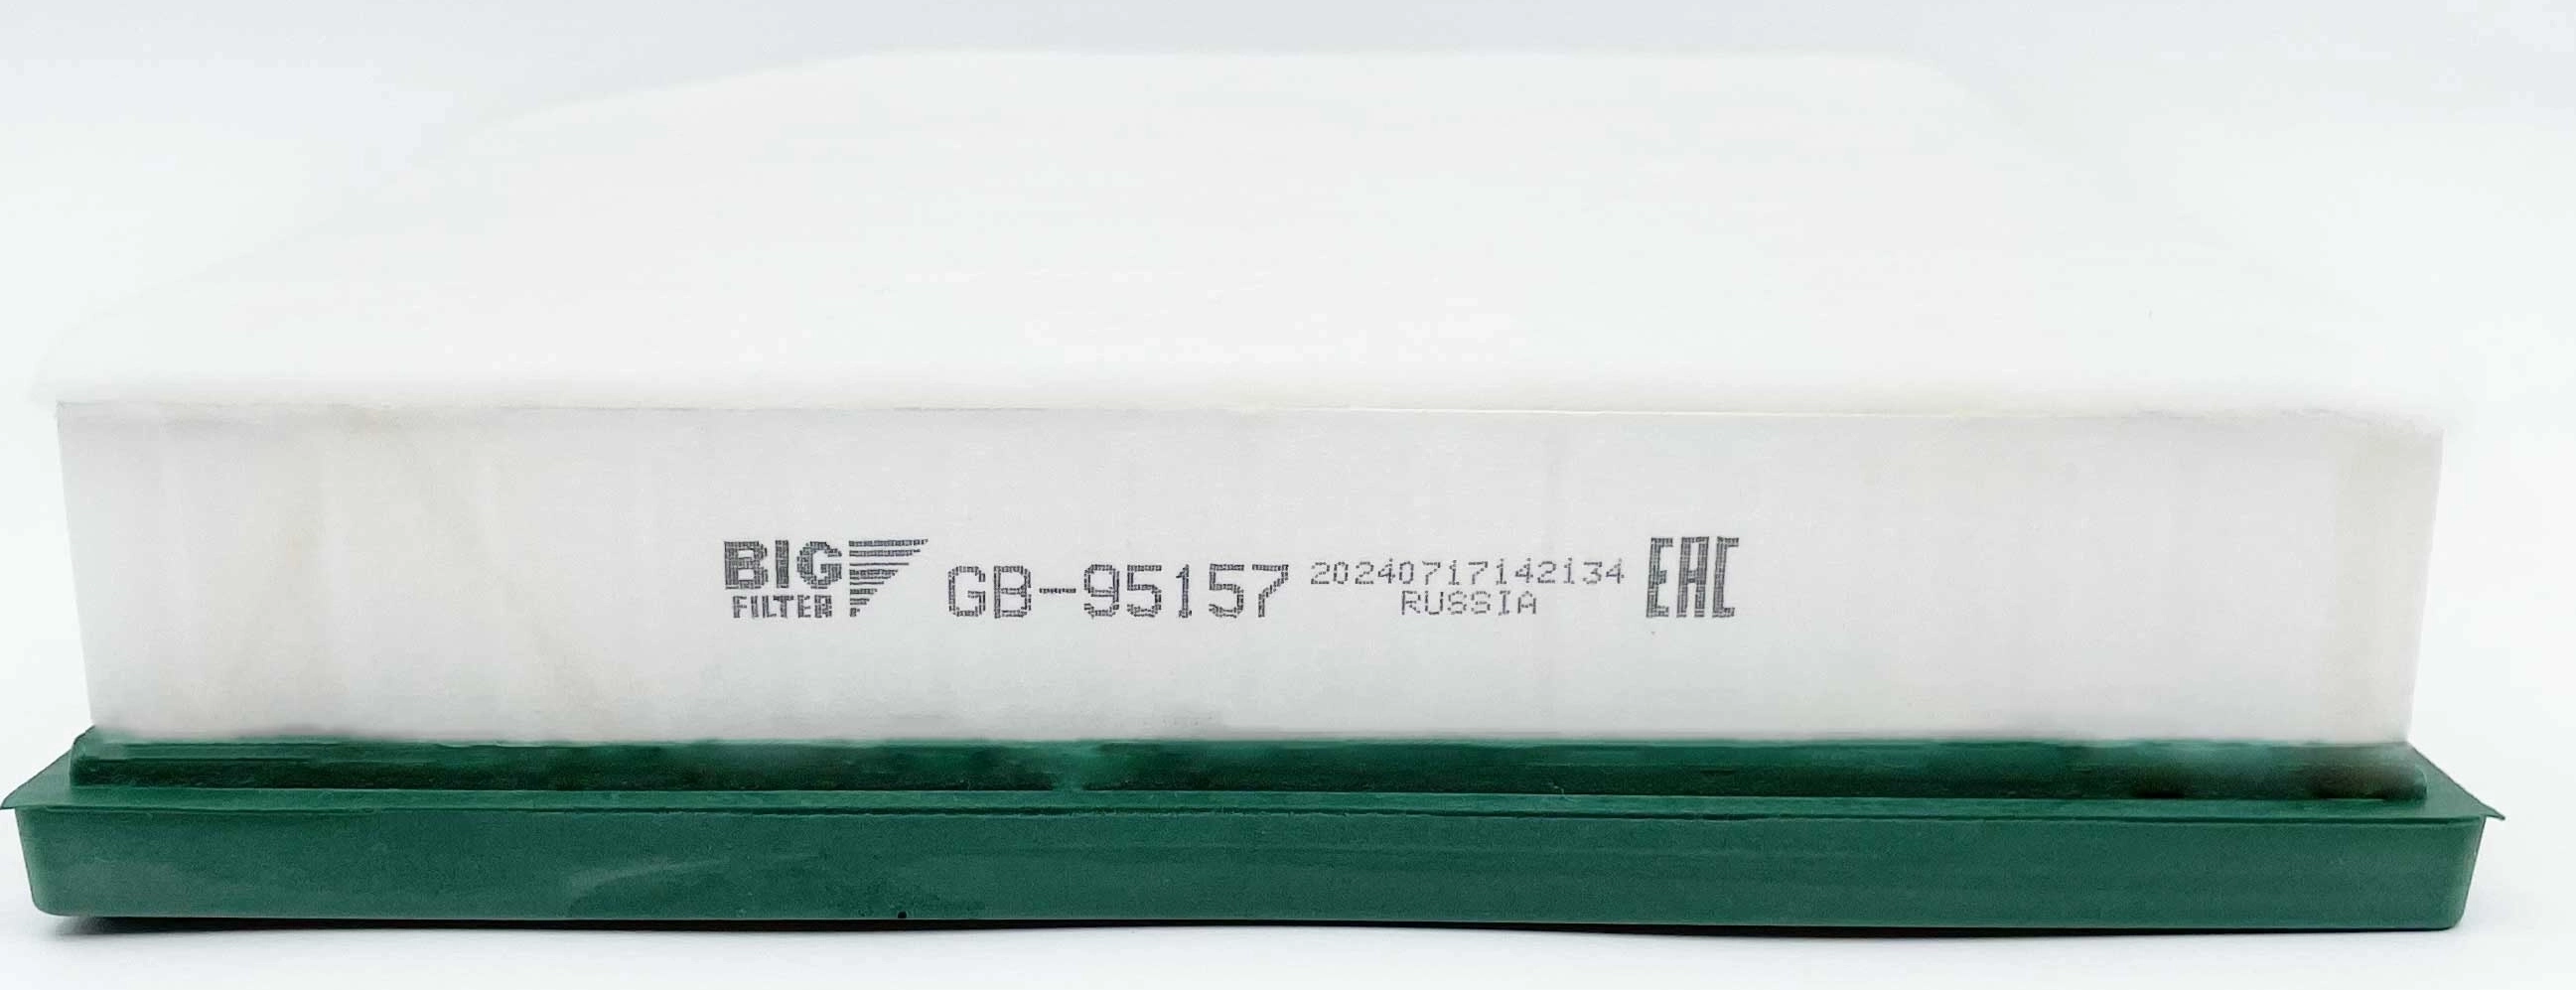 BIG
FILTER
GB-95157
20240717142134
RUSSIA
EAC